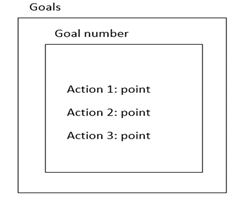 Goals
Goal number
Action 1: point
Action 2: point
Action 3: point